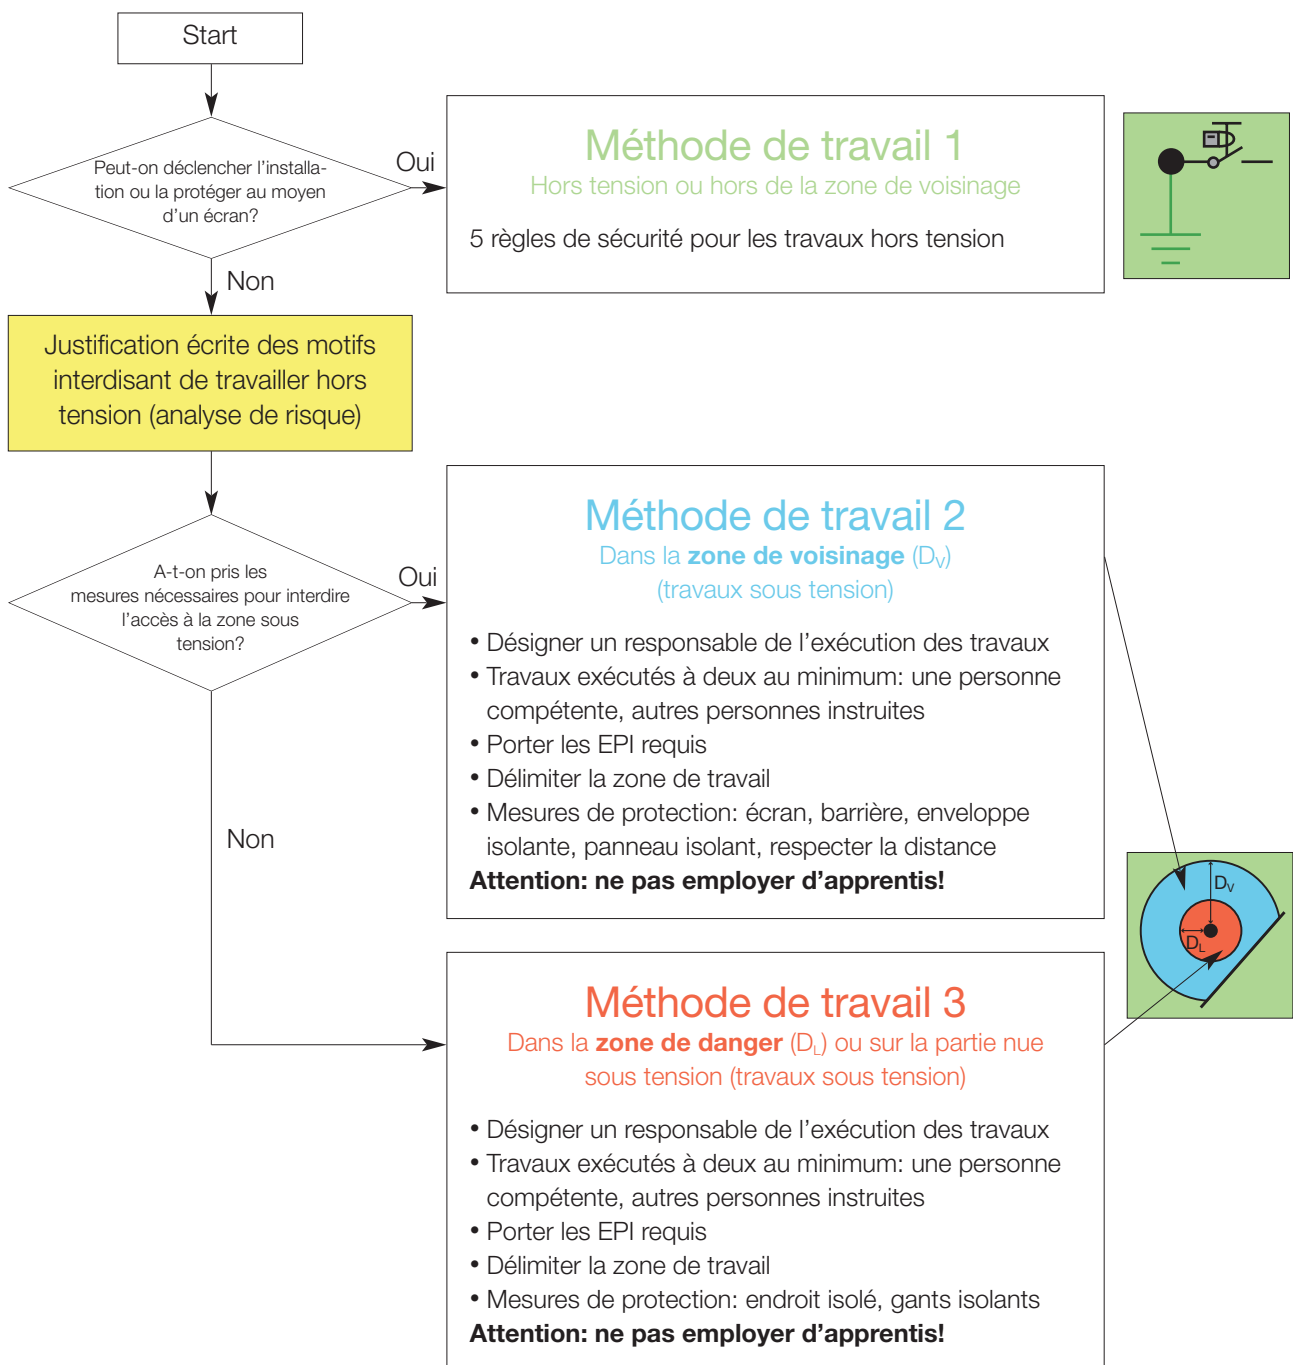 Start
Peut-on déclencher l'installa-
tion ou la protéger au moyen
d'un écran?
Oui
Non
Méthode de travail 1
Hors tension ou hors de la zone de voisinage
5 règles de sécurité pour les travaux hors tension
Justification écrite des motifs
interdisant de travailler hors
tension (analyse de risque)
A-t-on pris les
mesures nécessaires pour interdire
l'accès à la zone sous
tension?
Oui
Non
Méthode de travail 2
Dans la zone de voisinage (DV)
(travaux sous tension)
• Désigner un responsable de l'exécution des travaux
• Travaux exécutés à deux au minimum: une personne
compétente, autres personnes instruites
• Porter les EPI requis
• Délimiter la zone de travail
• Mesures de protection: écran, barrière, enveloppe
isolante, panneau isolant, respecter la distance
Attention: ne pas employer d'apprentis!
DV
DL
Méthode de travail 3
Dans la zone de danger (DL) ou sur la partie nue
sous tension (travaux sous tension)
• Désigner un responsable de l'exécution des travaux
• Travaux exécutés à deux au minimum: une personne
compétente, autres personnes instruites
• Porter les EPI requis
• Délimiter la zone de travail
• Mesures de protection: endroit isolé, gants isolants
Attention: ne pas employer d'apprentis!